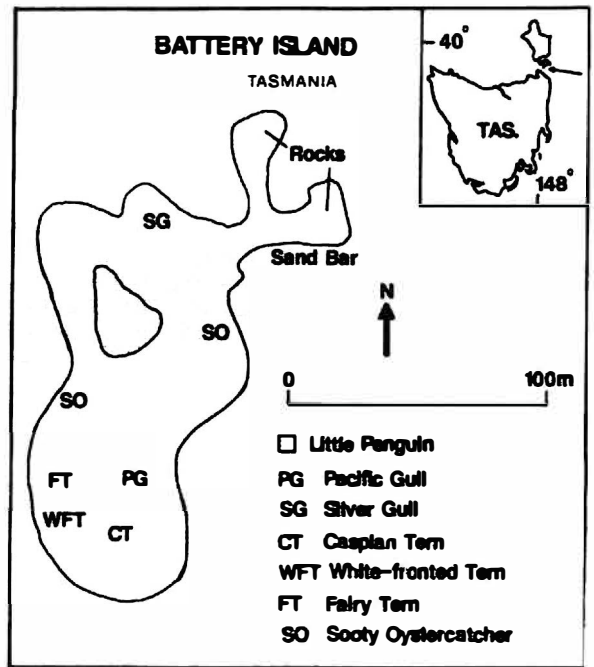 BATTERY ISLAND
TASMANIA
40°
TAS.
148°
Rocks
SG
Sand Bar
SO
N
SO
0 100m
FT PG
WFT CT
Little Penguin
PG Pacific Gull
SG Silver Gull
CT Caspian Tern
WFT White-fronted Tern
FT Fairy Tern
SO Sooty Oystercatcher